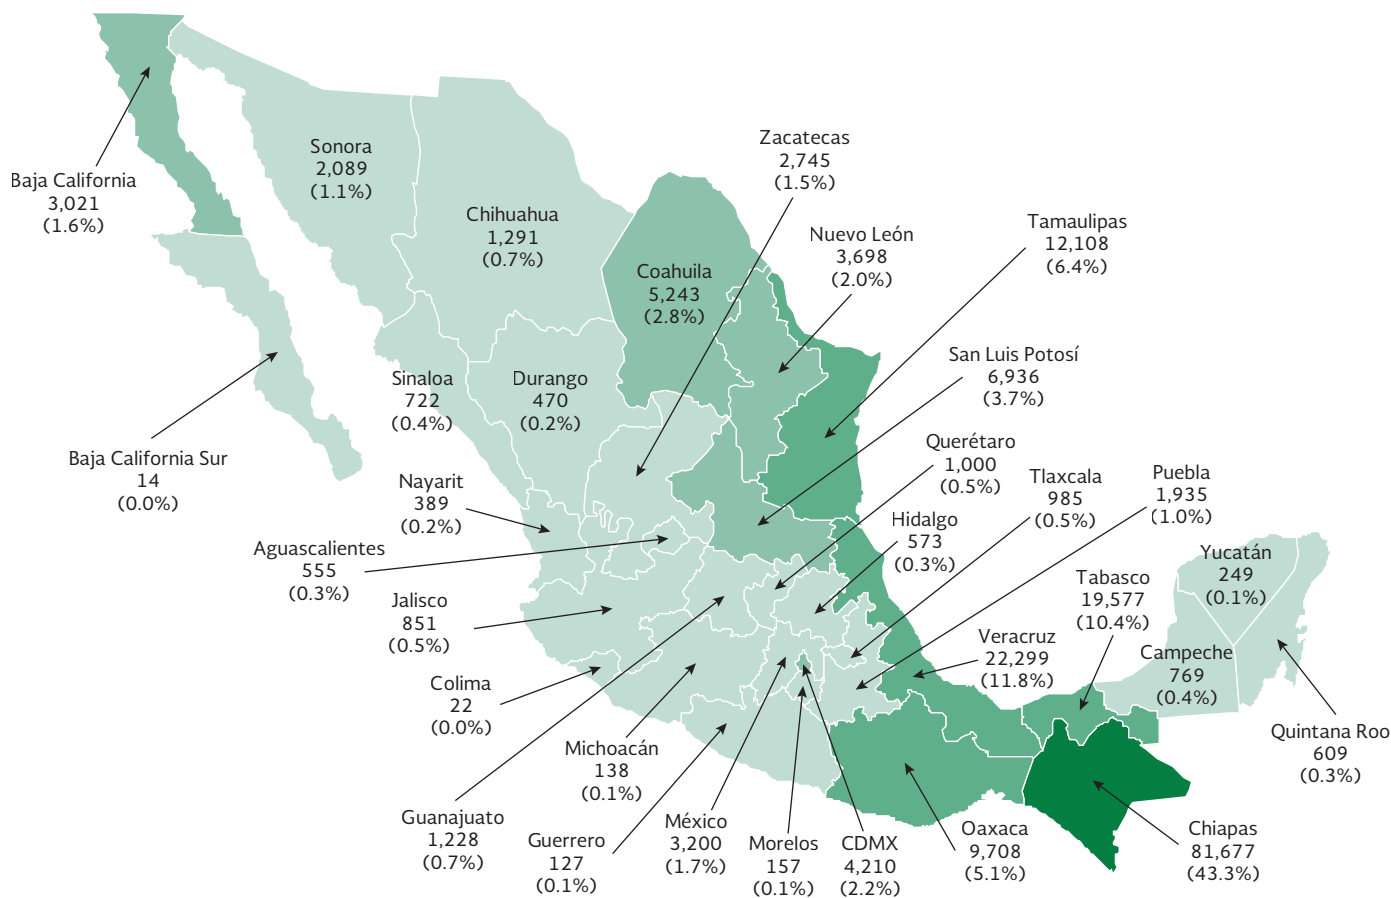 Zacatecas
2,745
(1.5%)
Sonora
2,089
(1.1%)
Baja California
3,021
(1.6%)
Chihuahua
1,291
(0.7%)
Nuevo León
3,698
(2.0%)
Tamaulipas
12,108
(6.4%)
Coahuila
5,243
(2.8%)
San Luis Potosí
6,936
(3.7%)
Sinaloa
722
(0.4%)
Durango
470
(0.2%)
Baja California Sur
14
(0.0%)
Querétaro
1,000
(0.5%)
Tlaxcala
985
(0.5%)
Puebla
1,935
(1.0%)
Nayarit
389
(0.2%)
Hidalgo
573
(0.3%)
Aguascalientes
555
(0.3%)
Yucatán
249
(0.1%)
Tabasco
19,577
(10.4%)
Jalisco
851
(0.5%)
Veracruz
22,299
(11.8%)
Campeche
769
(0.4%)
Colima
22
(0.0%)
Quintana Roo
609
(0.3%)
Michoacán
138
(0.1%)
Guanajuato
1,228
(0.7%)
Guerrero
127
(0.1%)
México
3,200
(1.7%)
Morelos
157
(0.1%)
CDMX
4,210
(2.2%)
Oaxaca
9,708
(5.1%)
Chiapas
81,677
(43.3%)